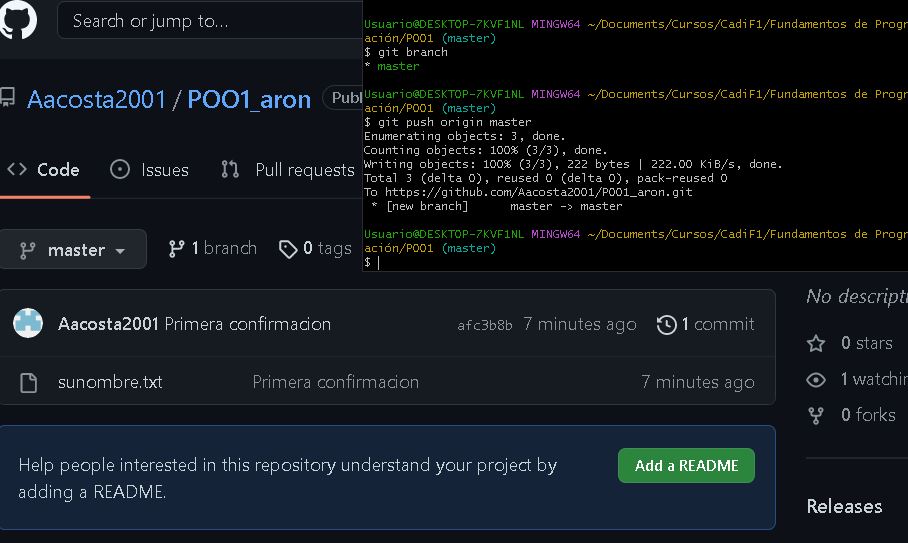 Search or jump to...
Aacosta2001 / POO1_aron Publ
Code Issues Pull requests
master 1 branch 0 tags
Usuario@DESKTOP-7KVF1NL MINGW64 ~/Documents/Cursos/CadiF1/Fundamentos de Progr
ación/POO1 (master)
$ git branch
* master
Usuario@DESKTOP-7KVF1NL MINGW64 ~/Documents/Cursos/CadiF1/Fundamentos de Progr
ación/POO1 (master)
$ git push origin master
Enumerating objects: 3, done.
Counting objects: 100% (3/3), done.
Writing objects: 100% (3/3), 222 bytes | 222.00 KiB/s, done.
Total 3 (delta 0), reused 0 (delta 0), pack-reused 0
To https://github.com/Aacosta2001/POO1_aron.git
* [new branch] master -> master
Usuario@DESKTOP-7KVF1NL MINGW64 ~/Documents/Cursos/CadiF1/Fundamentos de Progr
ación/POO1 (master)
$
Aacosta2001 Primera confirmacion afc3b8b 7 minutes ago 1 commit
sunombre.txt Primera confirmacion 7 minutes ago
Help people interested in this repository understand your project by
adding a README.
Add a README
No descripti
0 stars
1 watchin
0 forks
Releases